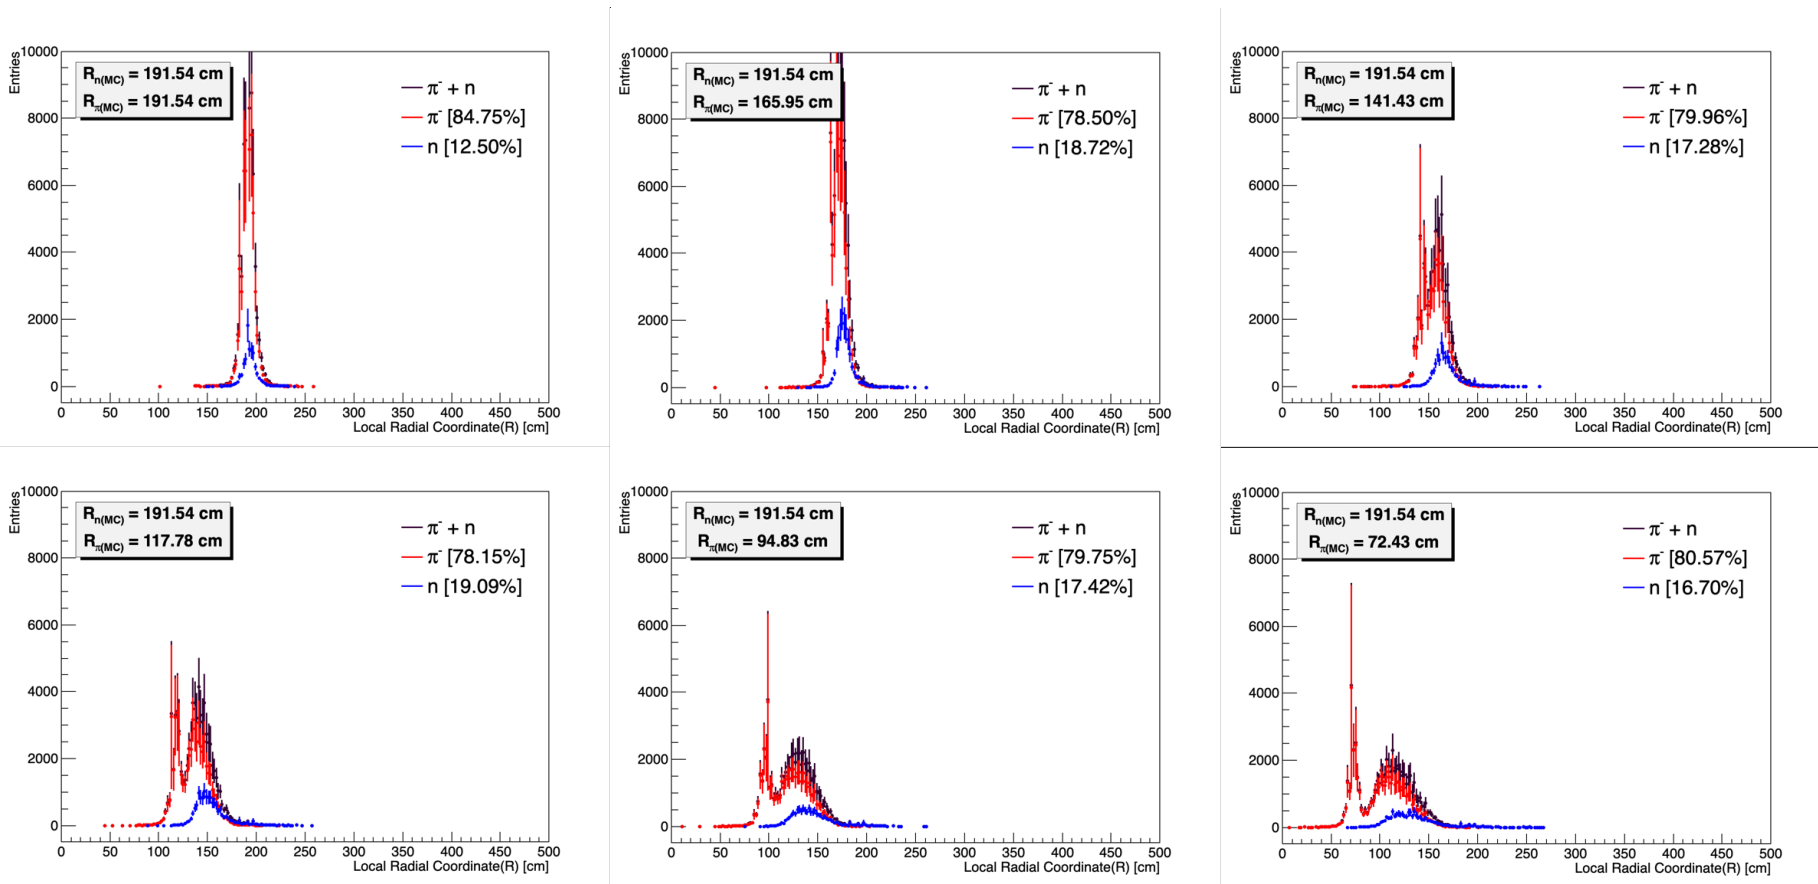 Entries
10000
8000
6000
4000
2000
0
R_n(MC) = 191.54 cm
R_π(MC) = 191.54 cm
π⁻ + n
π⁻ [84.75%]
n [12.50%]
0 50 100 150 200 250 300 350 400 450 500
Local Radial Coordinate(R) [cm]
Entries
10000
8000
6000
4000
2000
0
R_n(MC) = 191.54 cm
R_π(MC) = 165.95 cm
π⁻ + n
π⁻ [78.50%]
n [18.72%]
0 50 100 150 200 250 300 350 400 450 500
Local Radial Coordinate(R) [cm]
Entries
10000
8000
6000
4000
2000
0
R_n(MC) = 191.54 cm
R_π(MC) = 141.43 cm
π⁻ + n
π⁻ [79.96%]
n [17.28%]
0 50 100 150 200 250 300 350 400 450 500
Local Radial Coordinate(R) [cm]
Entries
10000
8000
6000
4000
2000
0
R_n(MC) = 191.54 cm
R_π(MC) = 117.78 cm
π⁻ + n
π⁻ [78.15%]
n [19.09%]
0 50 100 150 200 250 300 350 400 450 500
Local Radial Coordinate(R) [cm]
Entries
10000
8000
6000
4000
2000
0
R_n(MC) = 191.54 cm
R_π(MC) = 94.83 cm
π⁻ + n
π⁻ [79.75%]
n [17.42%]
0 50 100 150 200 250 300 350 400 450 500
Local Radial Coordinate(R) [cm]
Entries
10000
8000
6000
4000
2000
0
R_n(MC) = 191.54 cm
R_π(MC) = 72.43 cm
π⁻ + n
π⁻ [80.57%]
n [16.70%]
0 50 100 150 200 250 300 350 400 450 500
Local Radial Coordinate(R) [cm]